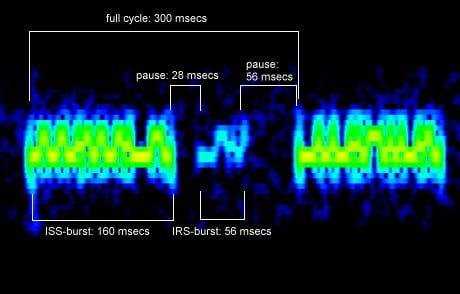 full cycle: 300 msecs
pause: 28 msecs
pause:
56 msecs
ISS-burst: 160 msecs
IRS-burst: 56 msecs